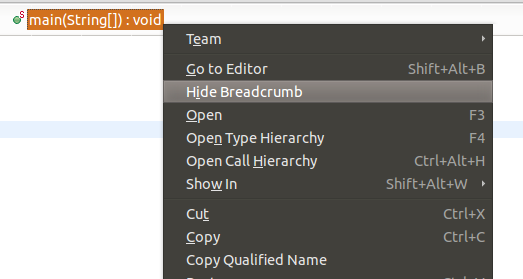 S main(String[]) : void
Team
Go to Editor Shift+Alt+B
Hide Breadcrumb
Open F3
Open Type Hierarchy F4
Open Call Hierarchy Ctrl+Alt+H
Show In Shift+Alt+W
Cut Ctrl+X
Copy Ctrl+C
Copy Qualified Name